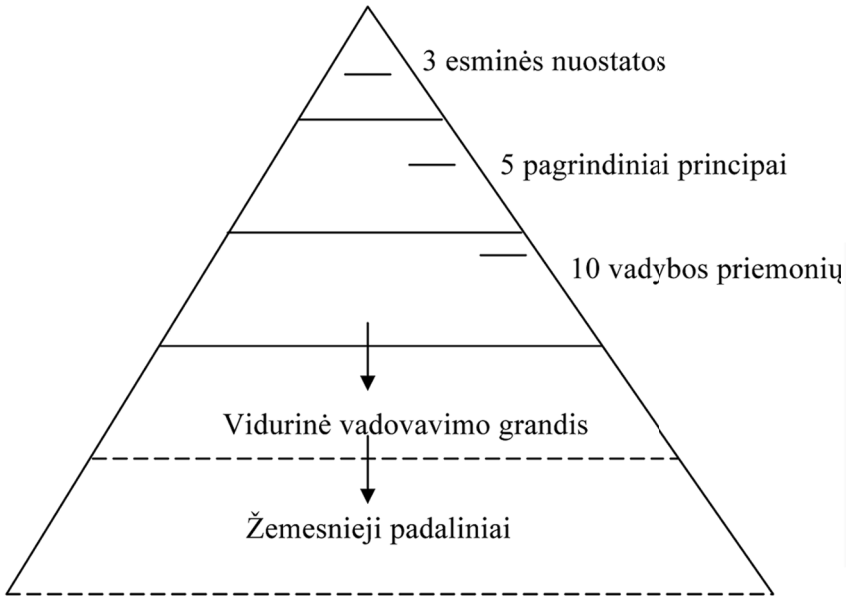 3 esminės nuostatos
5 pagrindiniai principai
10 vadybos priemonių
Vidurinė vadovavimo grandis
Žemesnieji padaliniai